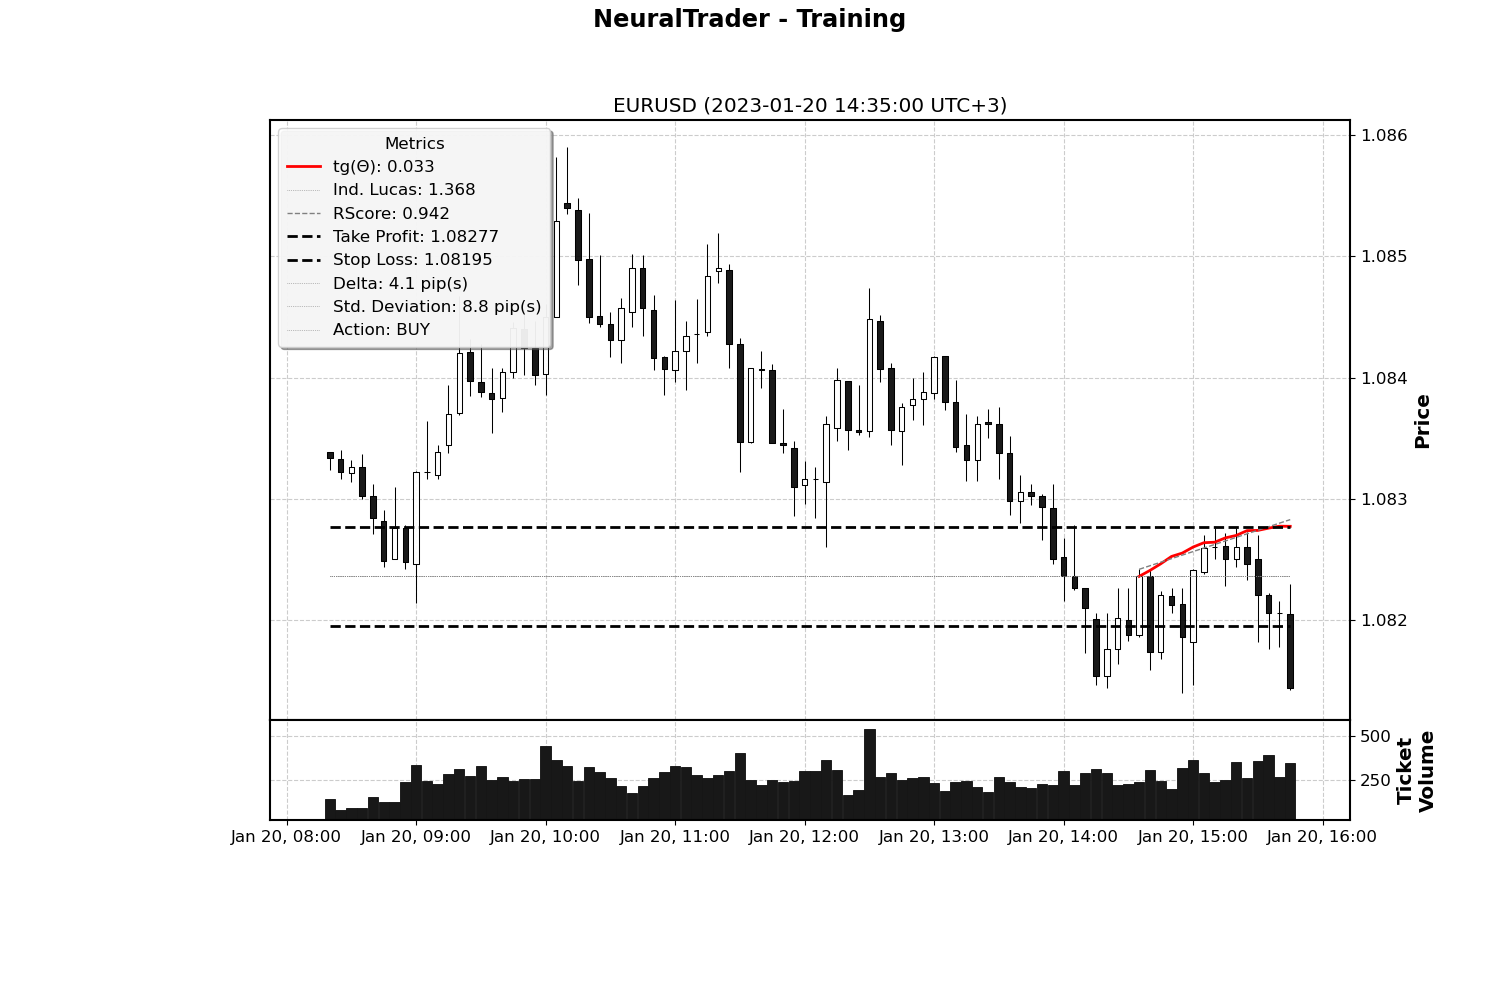 NeuralTrader - Training
EURUSD (2023-01-20 14:35:00 UTC+3)
Metrics
tg(Θ): 0.033
Ind. Lucas: 1.368
RScore: 0.942
Take Profit: 1.08277
Stop Loss: 1.08195
Delta: 4.1 pip(s)
Std. Deviation: 8.8 pip(s)
Action: BUY
1.086
1.085
1.084
1.083
1.082
Price
500
250
Ticket
Volume
Jan 20, 08:00
Jan 20, 09:00
Jan 20, 10:00
Jan 20, 11:00
Jan 20, 12:00
Jan 20, 13:00
Jan 20, 14:00
Jan 20, 15:00
Jan 20, 16:00